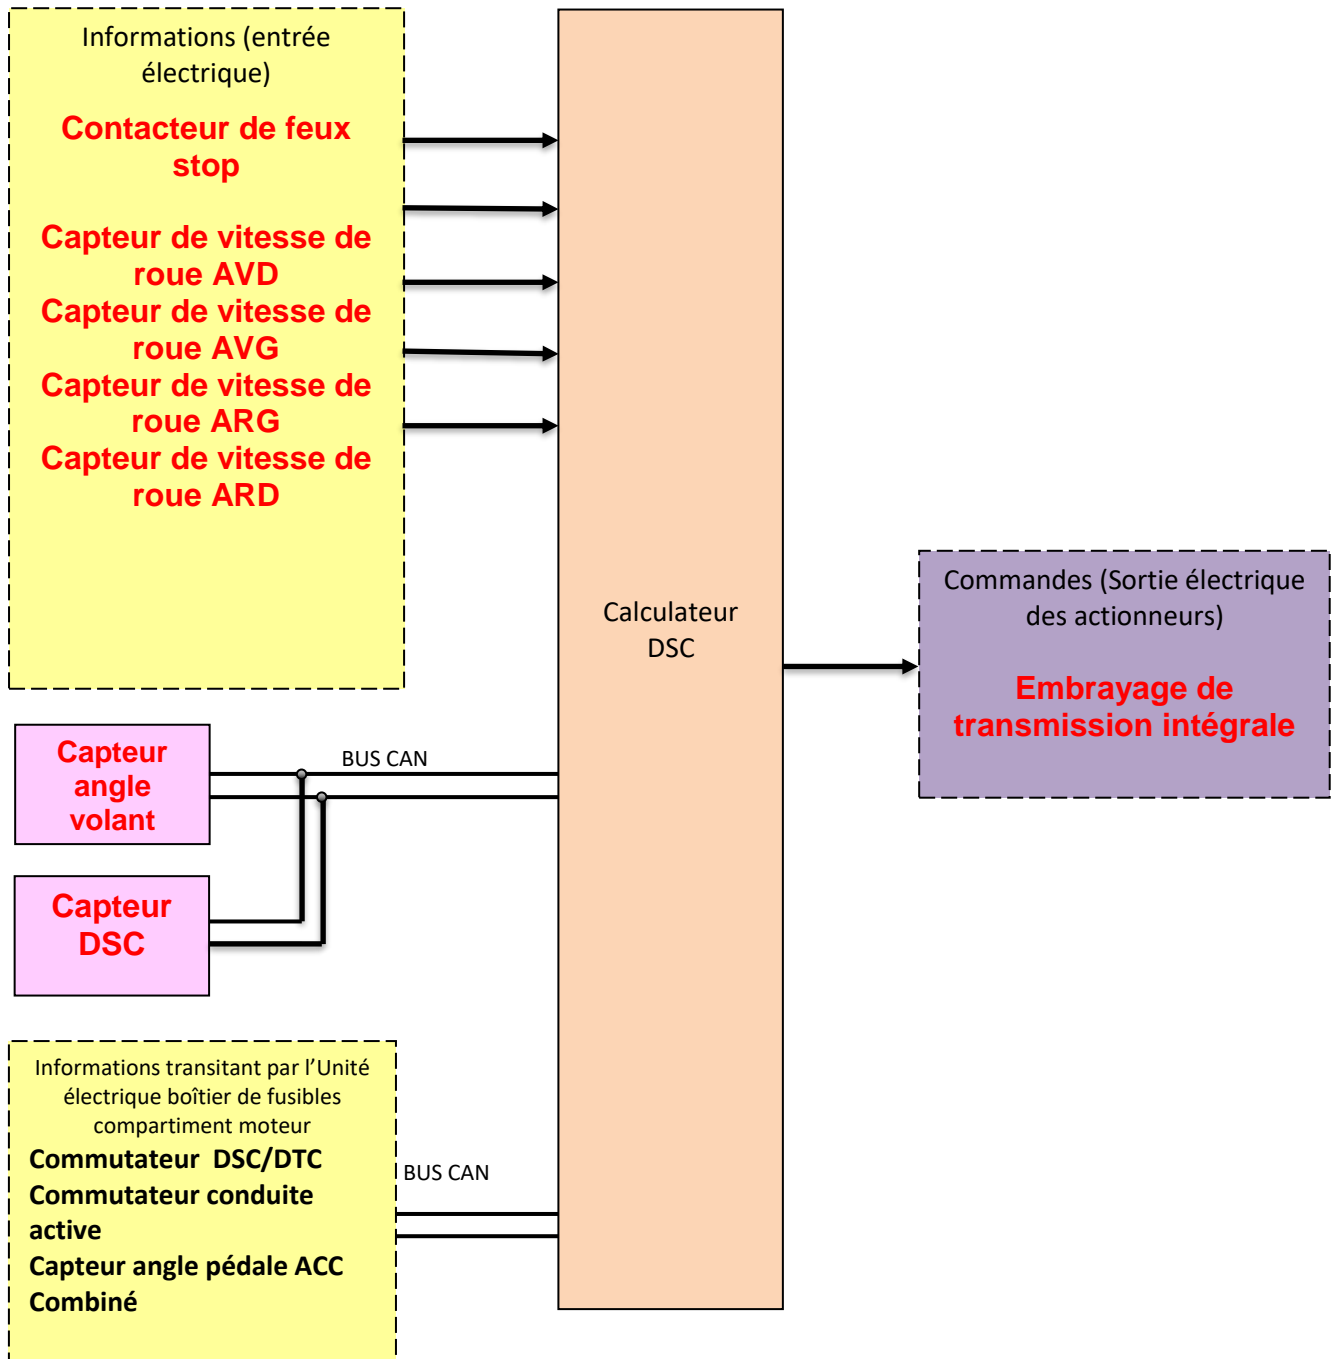 Informations (entrée
électrique)
Contacteur de feux
stop
Capteur de vitesse de
roue AVD
Capteur de vitesse de
roue AVG
Capteur de vitesse de
roue ARG
Capteur de vitesse de
roue ARD
Calculateur
DSC
Commandes (Sortie électrique
des actionneurs)
Embrayage de
transmission intégrale
Capteur
angle
volant
BUS CAN
Capteur
DSC
Informations transitant par l’Unité
électrique boîtier de fusibles
compartiment moteur
Commutateur DSC/DTC
Commutateur conduite
active
Capteur angle pédale ACC
Combiné
BUS CAN